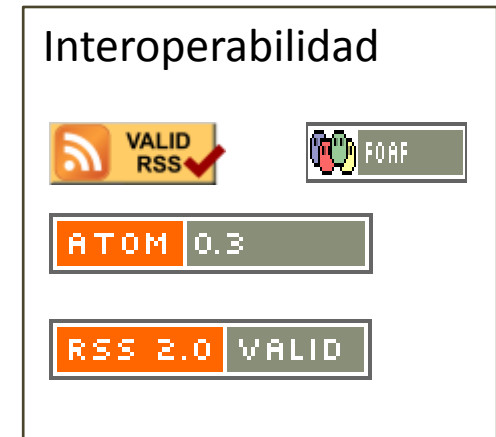 Interoperabilidad
VALID
RSS
FOAF
ATOM 0.3
RSS 2.0 VALID